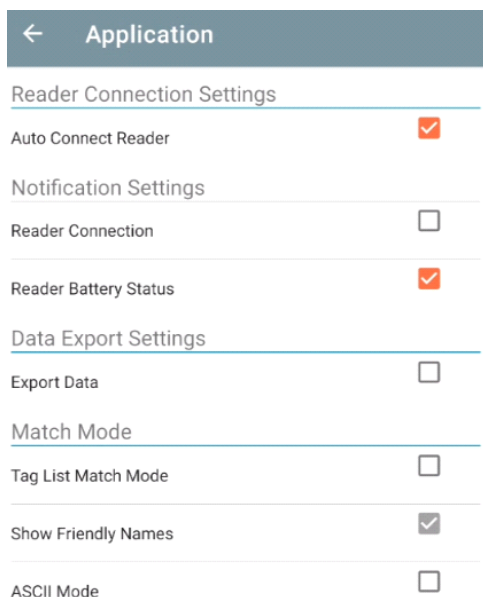 Application
Reader Connection Settings
Auto Connect Reader
Notification Settings
Reader Connection
Reader Battery Status
Data Export Settings
Export Data
Match Mode
Tag List Match Mode
Show Friendly Names
ASCII Mode